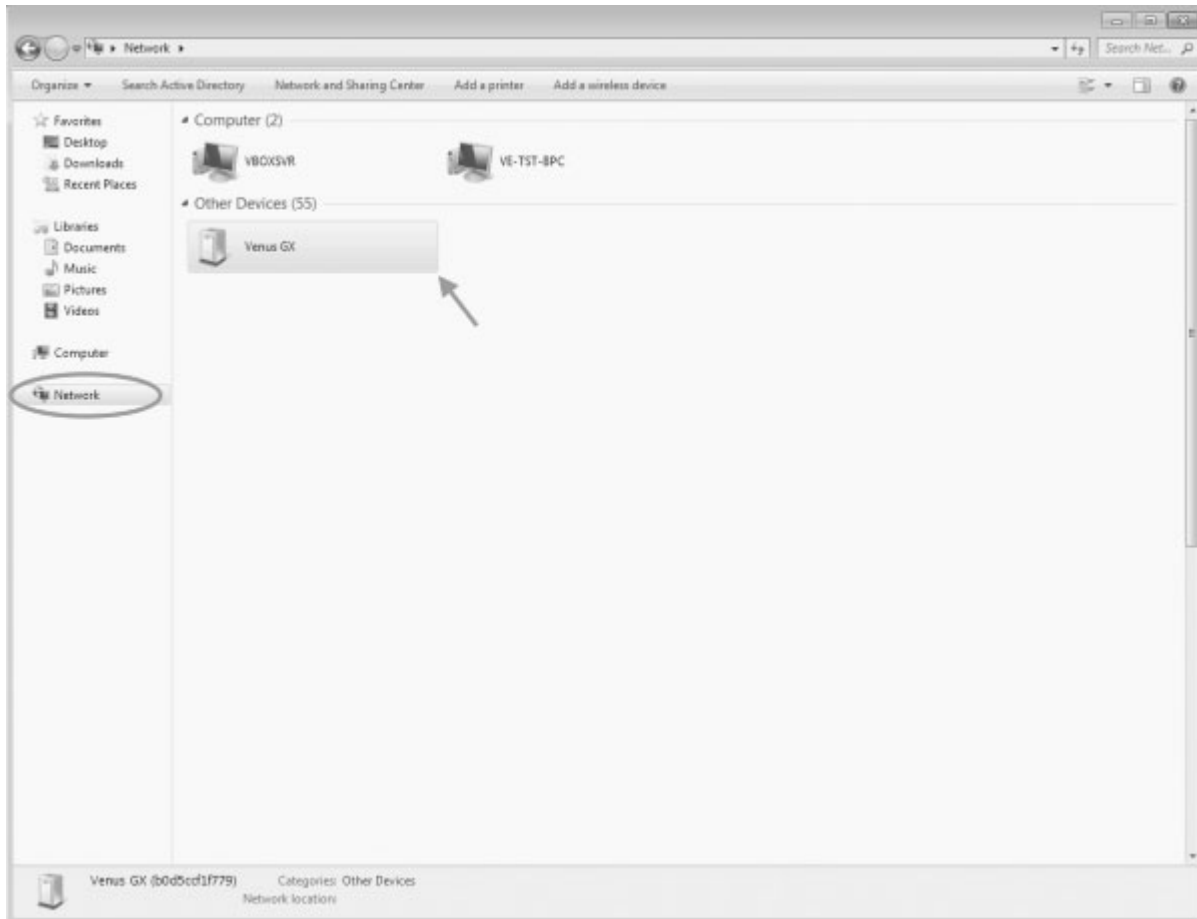 Network
Search Net...
Organize Search Active Directory Network and Sharing Center Add a printer Add a wireless device
Favorites
Desktop
Downloads
Recent Places
Libraries
Documents
Music
Pictures
Videos
Computer
Network
Computer (2)
VBOXSVR VE-TST-8PC
Other Devices (55)
Venus GX
Venus GX (b0d5ccf1f779) Categories: Other Devices
Network location: